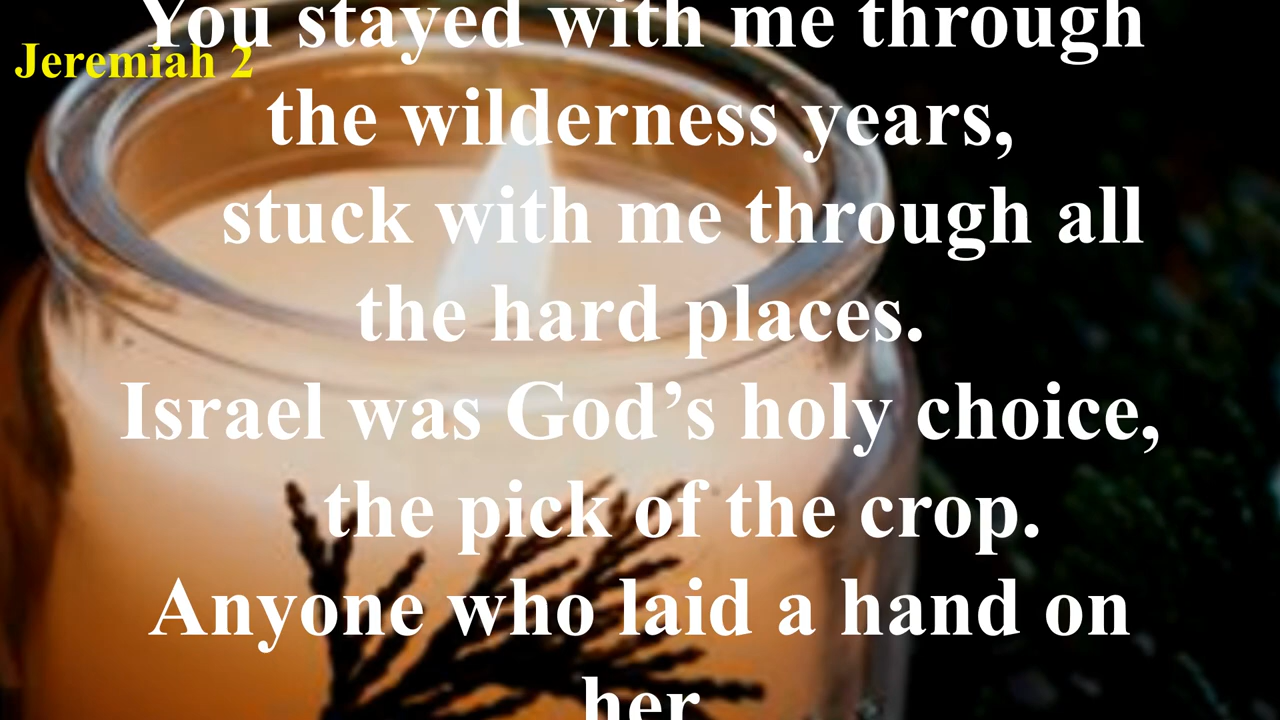 You stayed with me through
Jeremiah 2
the wilderness years,
stuck with me through all
the hard places.
Israel was God’s holy choice,
the pick of the crop.
Anyone who laid a hand on
her